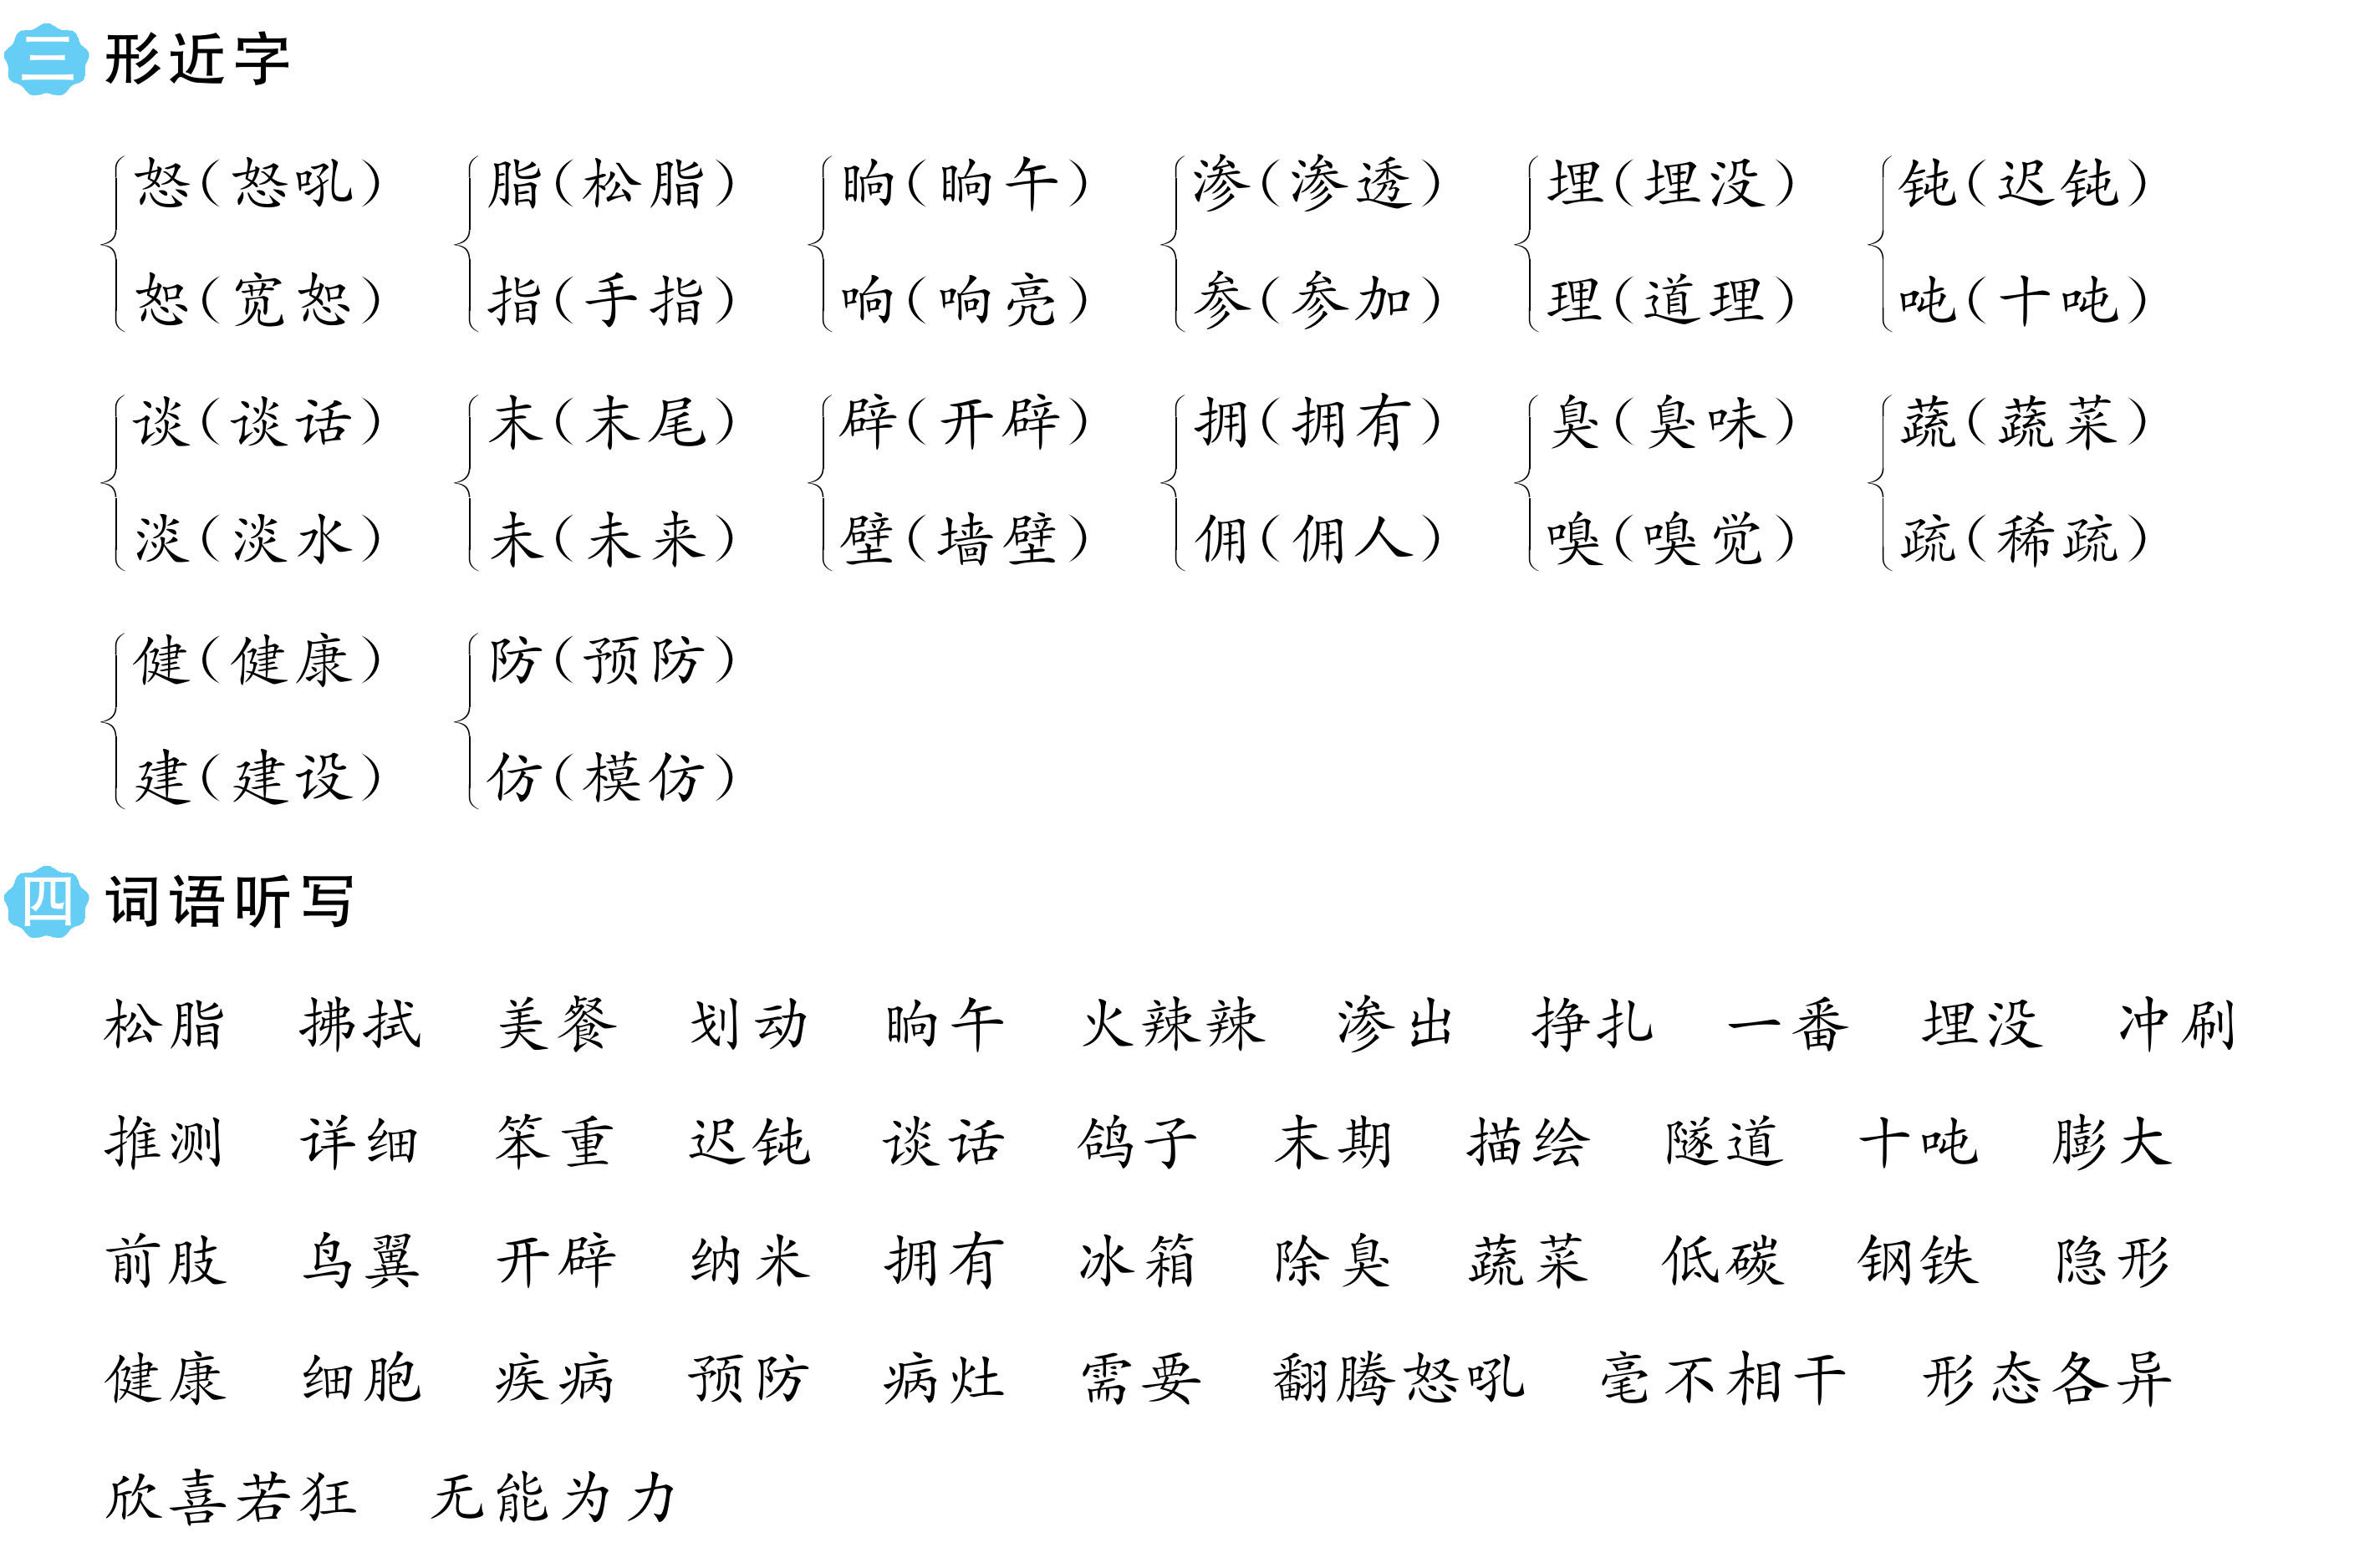 三 形近字
怒(怒吼) 脂(松脂) 晌(晌午) 渗(渗透) 埋(埋没) 钝(迟钝)
恕(宽恕) 指(手指) 响(响亮) 参(参加) 理(道理) 吨(十吨)
谈(谈话) 末(末尾) 辟(开辟) 拥(拥有) 臭(臭味) 蔬(蔬菜)
淡(淡水) 未(未来) 壁(墙壁) 佣(佣人) 嗅(嗅觉) 疏(稀疏)
健(健康) 防(预防)
建(建设) 仿(模仿)
四 词语听写
松脂 拂拭 美餐 划动 晌午 火辣辣 渗出 挣扎 一番 埋没 冲刷
推测 详细 笨重 迟钝 谈话 鸽子 末期 描绘 隧道 十吨 膨大
前肢 鸟翼 开辟 纳米 拥有 冰箱 除臭 蔬菜 低碳 钢铁 隐形
健康 细胞 疾病 预防 病灶 需要 翻腾怒吼 毫不相干 形态各异
欣喜若狂 无能为力